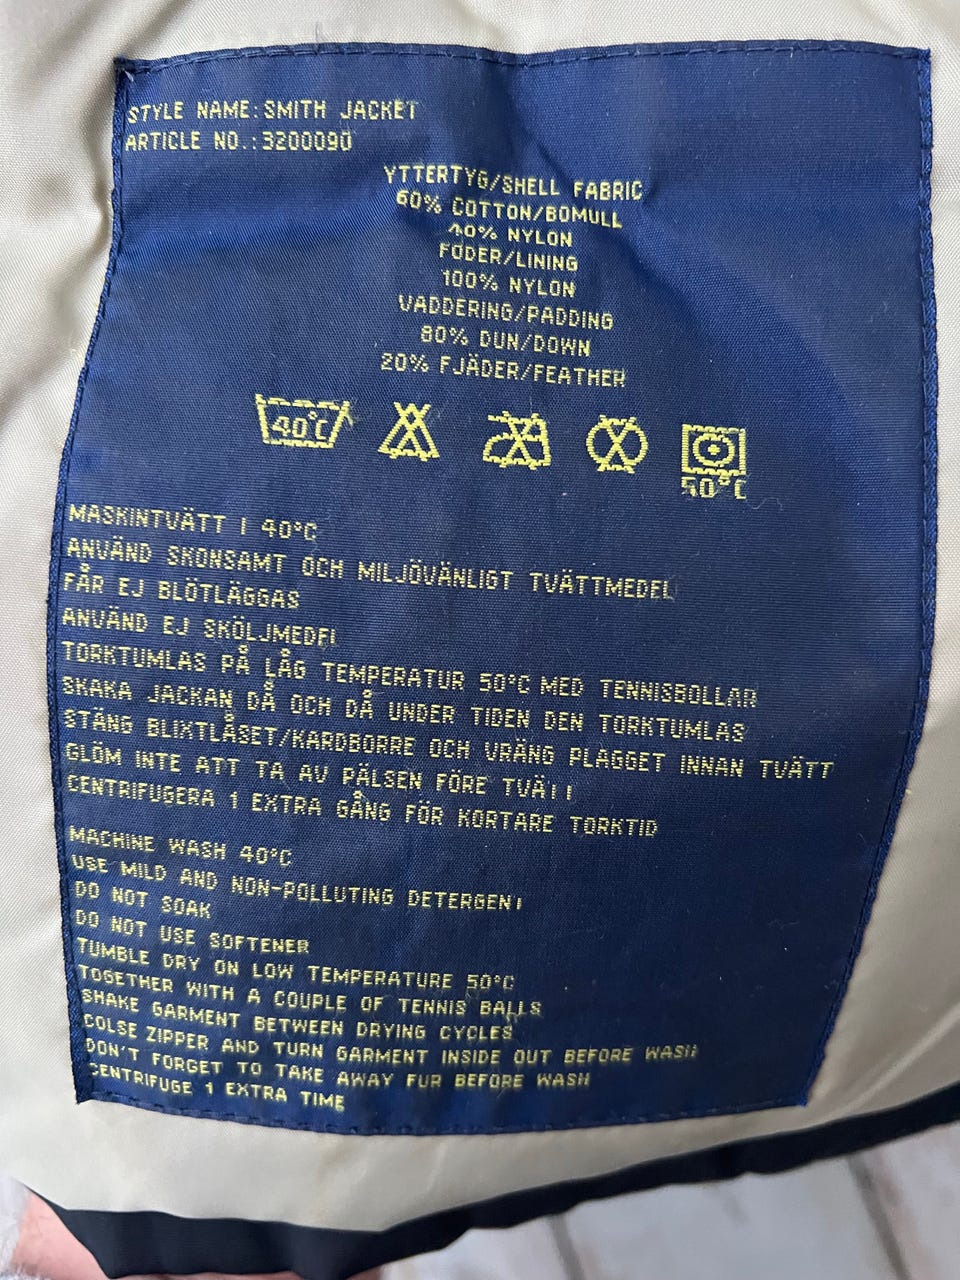 STYLE NAME:SMITH JACKET
ARTICLE NO.:3200090
YTTERTYG/SHELL FABRIC
60% COTTON/BOMULL
40% NYLON
FODER/LINING
100% NYLON
VADDERING/PADDING
80% DUN/DOWN
20% FJÄDER/FEATHER
40°C
50°C
MASKINTVÄTT I 40°C
ANVÄND SKONSAMT OCH MILJÖVÄNLIGT TVÄTTMEDEL
FÅR EJ BLÖTLÄGGAS
ANVÄND EJ SKÖLJMEDEL
TORKTUMLAS PÅ LÅG TEMPERATUR 50°C MED TENNISBOLLAR
SKAKA JACKAN DÅ OCH DÅ UNDER TIDEN DEN TORKTUMLAS
STÄNG BLIXTLÅSET/KARDBORRE OCH VRÄNG PLAGGET INNAN TVÄTT
GLÖM INTE ATT TA AV PÄLSEN FÖRE TVÄTT
CENTRIFUGERA 1 EXTRA GÅNG FÖR KORTARE TORKTID
MACHINE WASH 40°C
USE MILD AND NON-POLLUTING DETERGENT
DO NOT SOAK
DO NOT USE SOFTENER
TUMBLE DRY ON LOW TEMPERATURE 50°C
TOGETHER WITH A COUPLE OF TENNIS BALLS
SHAKE GARMENT BETWEEN DRYING CYCLES
COLSE ZIPPER AND TURN GARMENT INSIDE OUT BEFORE WASH
DON'T FORGET TO TAKE AWAY FUR BEFORE WASH
CENTRIFUGE 1 EXTRA TIME